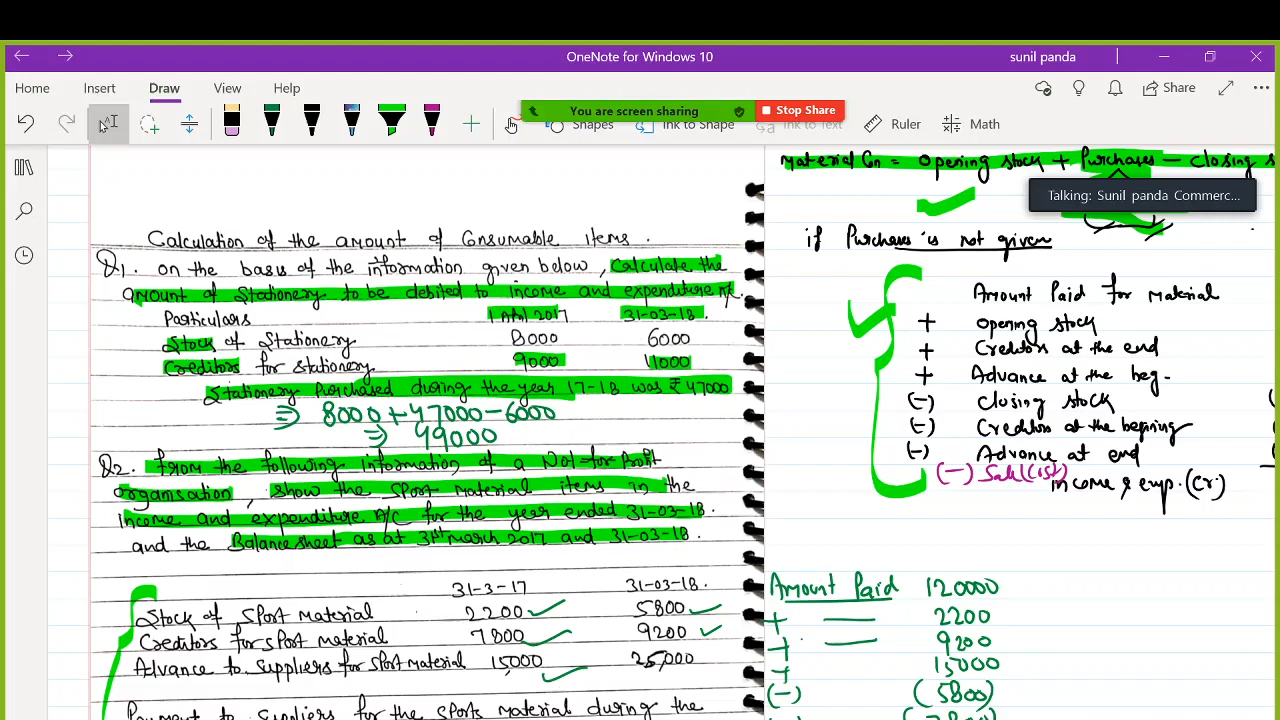 OneNote for Windows 10
sunil panda
Home
Insert
Draw
View
Help
Share
You are screen sharing
Stop Share
Shapes
Ink to Shape
Ink to Text
Ruler
Math
Talking: Sunil panda Commerc...
Calculation of the amount of Consumable items.
Q1. on the basis of the information given below, Calculate the
amount of Stationery to be debited to income and expenditure A/c.
Particulars 1 April 2017 31-03-18
Stock of Stationery 8000 6000
Creditors for stationery 9000 11000
Stationery Purchased during the year 17-18 was ₹ 47000
⇒ 8000 + 47000 - 6000
⇒ 49000
Q2. From the following information of a Not-for-Profit
organisation, show the sport material items in the
income and expenditure A/C for the year ended 31-03-18.
and the Balance sheet as at 31st march 2017 and 31-03-18.
31-3-17 31-03-18.
Stock of Sport material 2200 5800
Creditors for sport material 7800 9200
Advance to Suppliers for sport material 15,000 25,000
Payment to suppliers for the sports material during the
material Cn = Opening stock + Purchases - closing s
if Purchases is not given
Amount Paid for material
+ opening stock
+ Creditors at the end
+ Advance at the beg-
(-) closing stock
(-) Creditors at the begining
(-) Advance at end
(-) Sale(ist) income & exp. (Cr.)
Amount Paid 120000
+ 2200
+ 9200
+ 15000
(-) (5800)